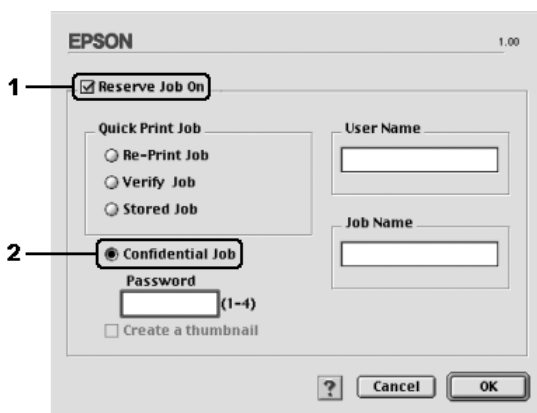 EPSON
1.00
1
Reserve Job On
Quick Print Job
Re-Print Job
Verify Job
Stored Job
User Name
Job Name
2
Confidential Job
Password
(1-4)
Create a thumbnail
?
Cancel
OK